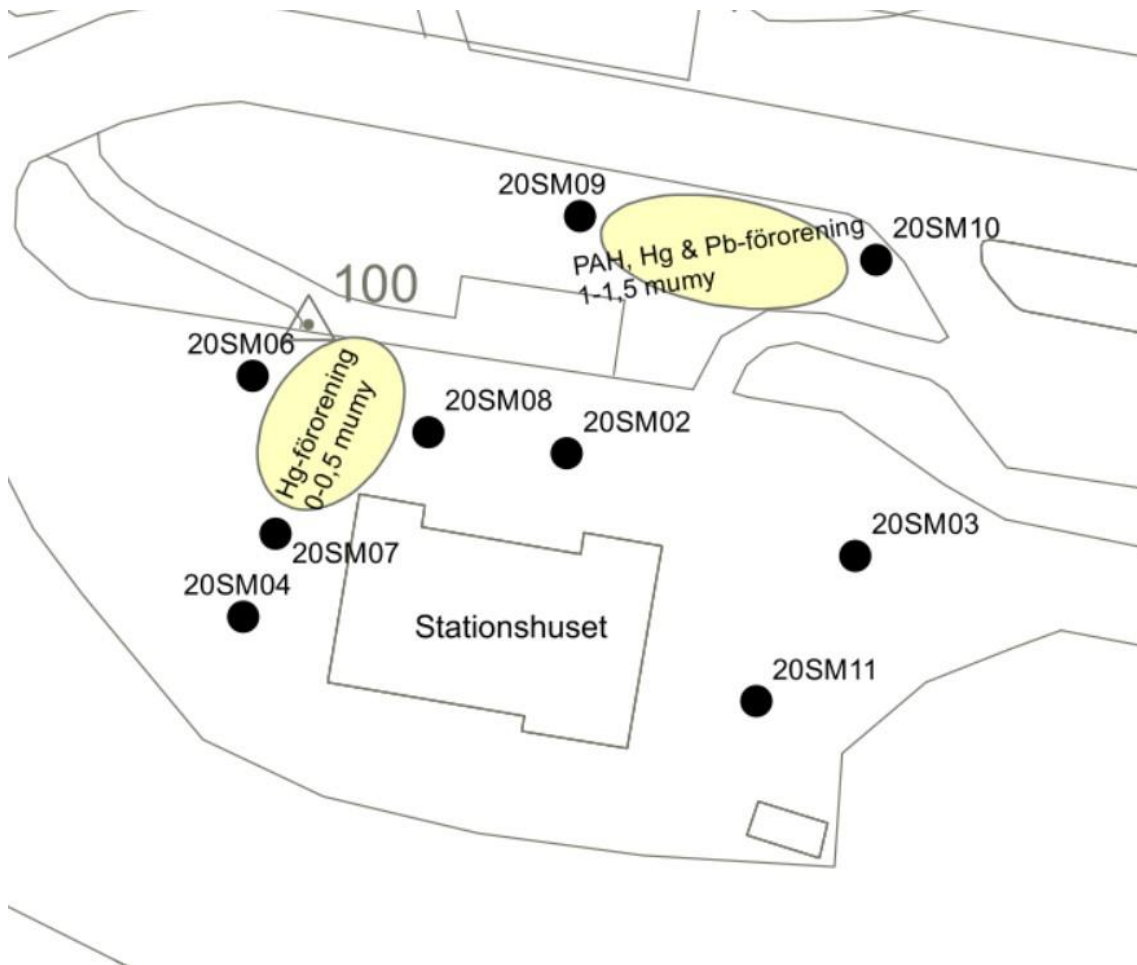 20SM09
20SM10
PAH, Hg & Pb-förorening
1-1,5 mumy
100
20SM06
Hg-förorening
0-0,5 mumy
20SM08
20SM02
20SM03
20SM07
20SM04
Stationshuset
20SM11